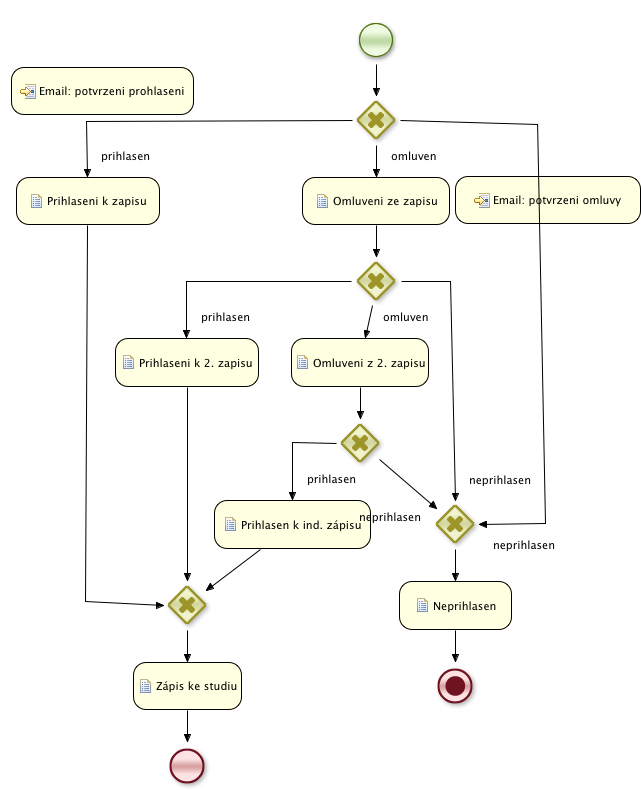 Email: potvrzeni prohlaseni
prihlasen
omluven
Prihlaseni k zapisu
Omluveni ze zapisu
Email: potvrzeni omluvy
prihlasen
omluven
Prihlaseni k 2. zapisu
Omluveni z 2. zapisu
prihlasen
neprihlasen
Prihlasen k ind. zápisu
neprihlasen
neprihlasen
Neprihlasen
Zápis ke studiu